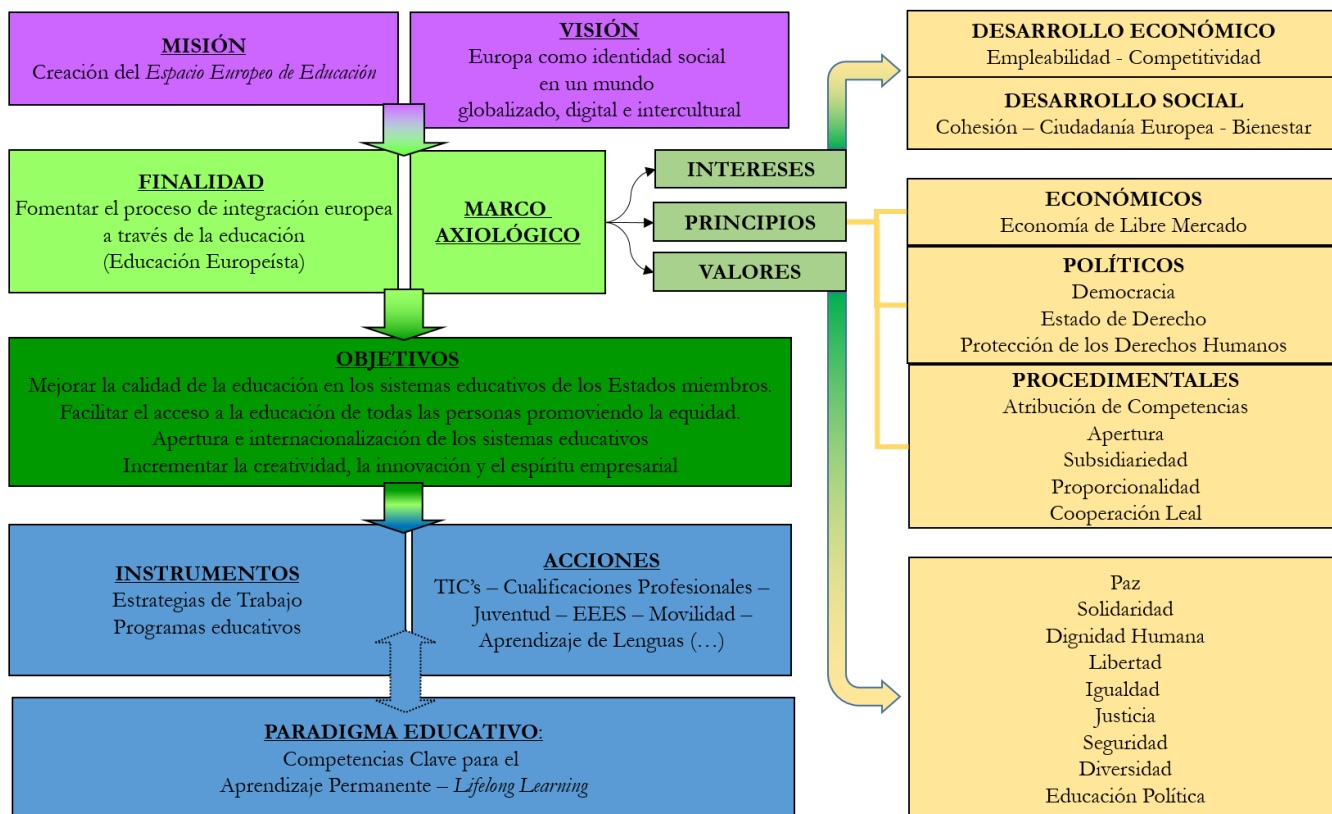 MISIÓN
Creación del Espacio Europeo de Educación
VISIÓN
Europa como identidad social
en un mundo
globalizado, digital e intercultural
FINALIDAD
Fomentar el proceso de integración europea
a través de la educación
(Educación Europeísta)
MARCO
AXIOLÓGICO
INTERESES
PRINCIPIOS
VALORES
OBJETIVOS
Mejorar la calidad de la educación en los sistemas educativos de los Estados miembros.
Facilitar el acceso a la educación de todas las personas promoviendo la equidad.
Apertura e internacionalización de los sistemas educativos
Incrementar la creatividad, la innovación y el espíritu empresarial
INSTRUMENTOS
Estrategias de Trabajo
Programas educativos
ACCIONES
TIC's – Cualificaciones Profesionales –
Juventud – EEES – Movilidad –
Aprendizaje de Lenguas (…)
PARADIGMA EDUCATIVO:
Competencias Clave para el
Aprendizaje Permanente – Lifelong Learning
DESARROLLO ECONÓMICO
Empleabilidad - Competitividad
DESARROLLO SOCIAL
Cohesión – Ciudadanía Europea - Bienestar
ECONÓMICOS
Economía de Libre Mercado
POLÍTICOS
Democracia
Estado de Derecho
Protección de los Derechos Humanos
PROCEDIMENTALES
Atribución de Competencias
Apertura
Subsidiariedad
Proporcionalidad
Cooperación Leal
Paz
Solidaridad
Dignidad Humana
Libertad
Igualdad
Justicia
Seguridad
Diversidad
Educación Política